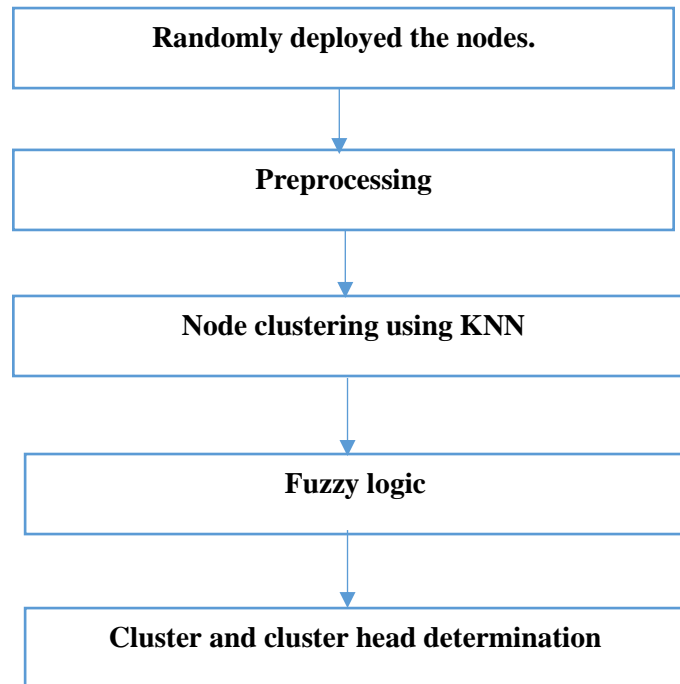 Randomly deployed the nodes.
Preprocessing
Node clustering using KNN
Fuzzy logic
Cluster and cluster head determination